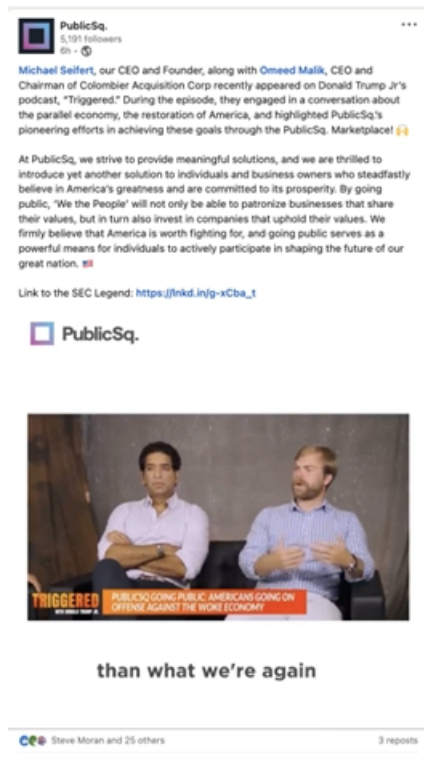 PublicSq.
5,191 followers
6h •
Michael Seifert, our CEO and Founder, along with Omeed Malik, CEO and
Chairman of Colombier Acquisition Corp recently appeared on Donald Trump Jr's
podcast, "Triggered." During the episode, they engaged in a conversation about
the parallel economy, the restoration of America, and highlighted PublicSq.'s
pioneering efforts in achieving these goals through the PublicSq. Marketplace! 🙌
At PublicSq, we strive to provide meaningful solutions, and we are thrilled to
introduce yet another solution to individuals and business owners who steadfastly
believe in America's greatness and are committed to its prosperity. By going
public, 'We the People' will not only be able to patronize businesses that share
their values, but in turn also invest in companies that uphold their values. We
firmly believe that America is worth fighting for, and going public serves as a
powerful means for individuals to actively participate in shaping the future of our
great nation. 🇺🇸
Link to the SEC Legend: https://lnkd.in/g-xCba_t
PublicSq.
TRIGGERED
WITH DONALD TRUMP JR.
PUBLICSQ GOING PUBLIC: AMERICANS GOING ON
OFFENSE AGAINST THE WOKE ECONOMY
than what we're again
Steve Moran and 25 others
3 reposts